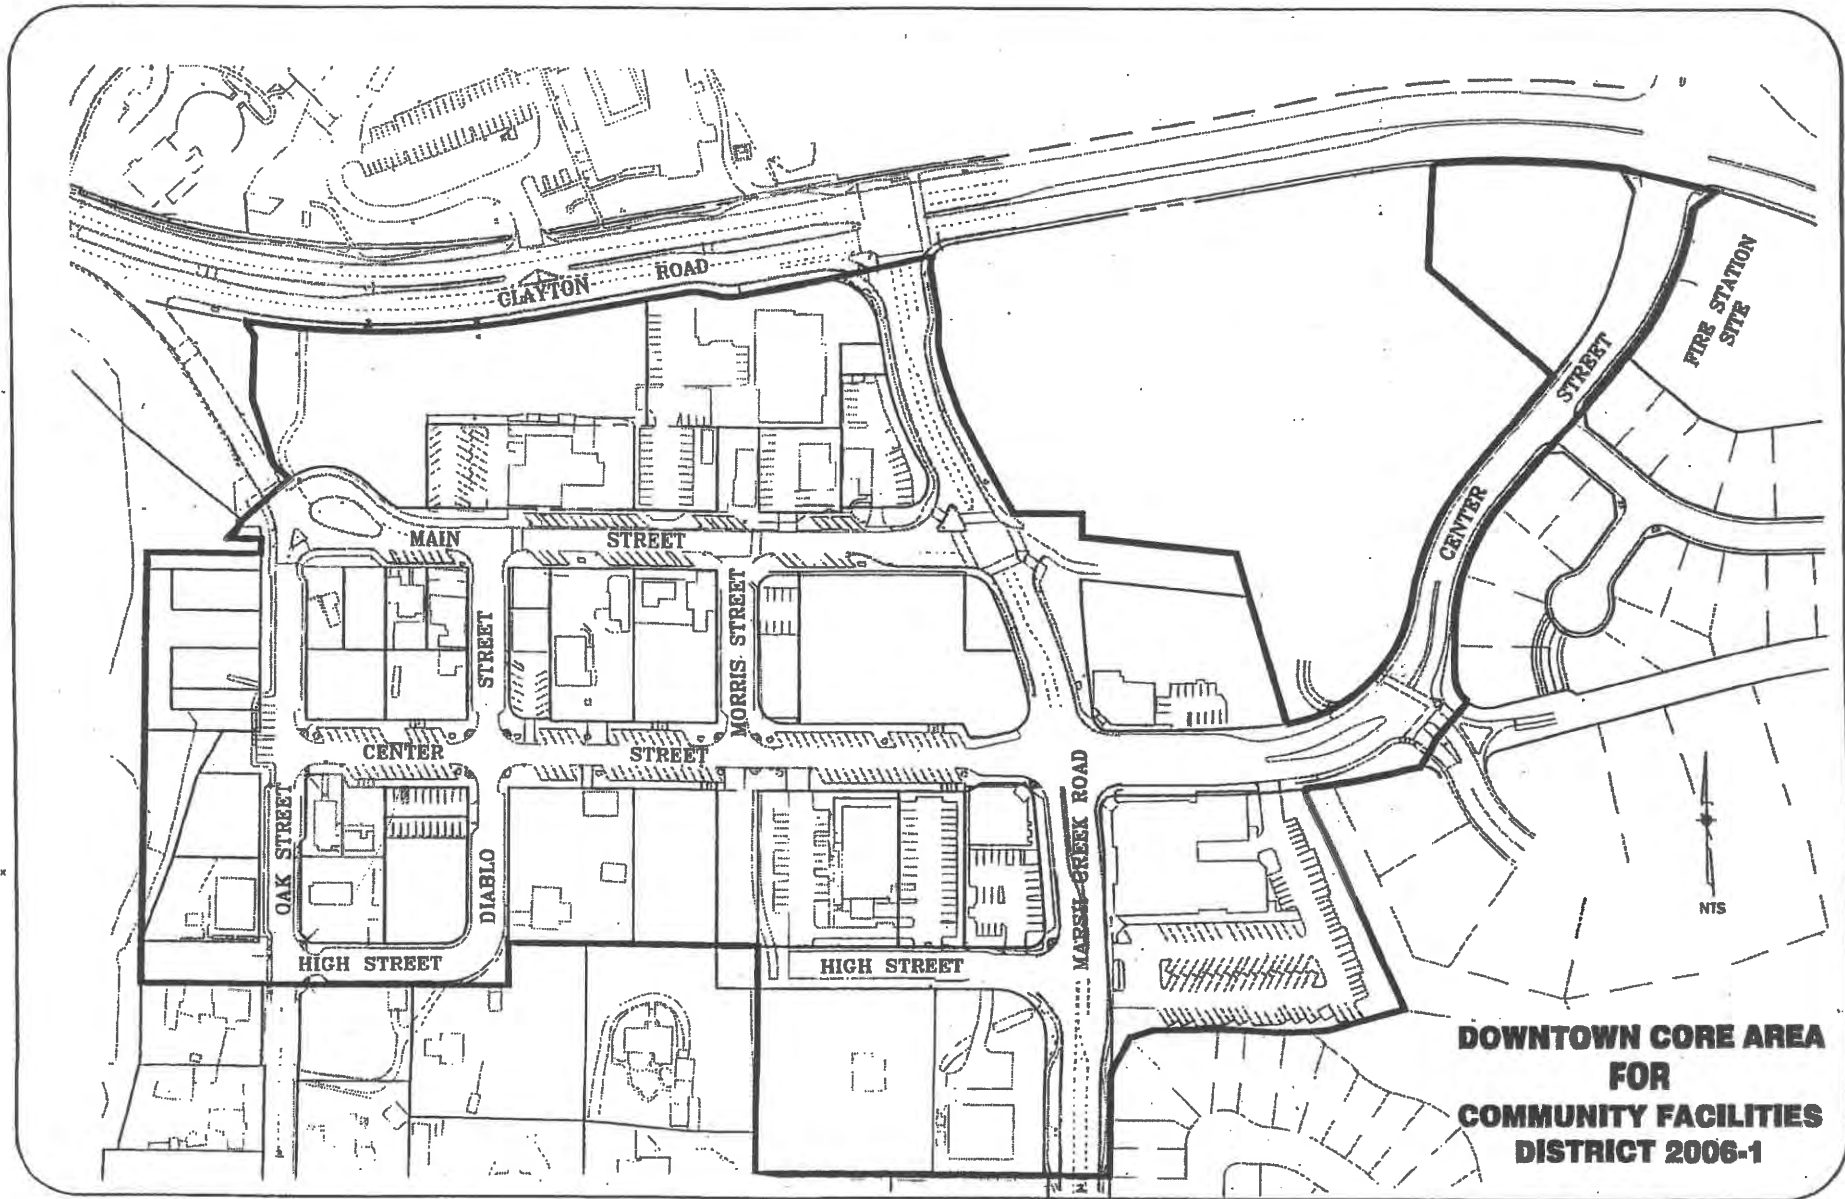 CLAYTON ROAD
FIRE STATION
SITE
STREET
CENTER
MAIN STREET
STREET
MORRIS STREET
CENTER STREET
OAK STREET
DIABLO
MARSH CREEK ROAD
NTS
HIGH STREET
HIGH STREET
DOWNTOWN CORE AREA
FOR
COMMUNITY FACILITIES
DISTRICT 2006-1